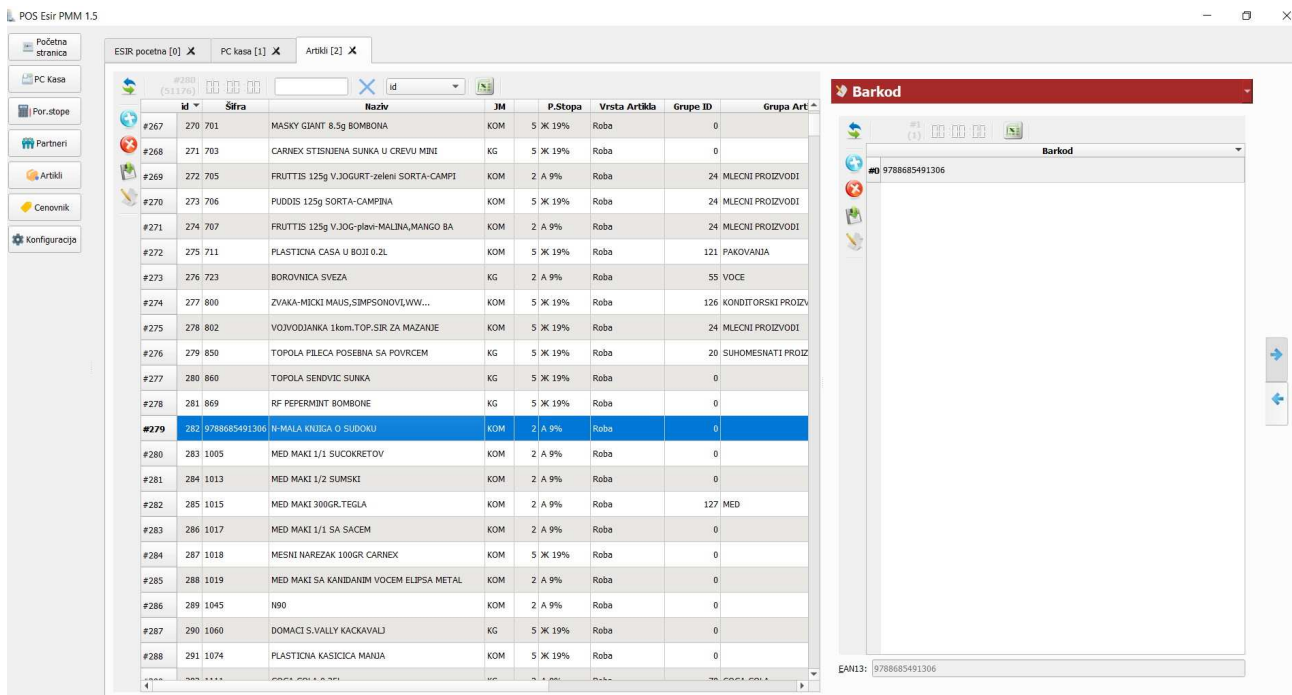 POS Esir PMM 1.5
Početna stranica
PC Kasa
Por.stope
Partneri
Artikli
Cenovnik
Konfiguracija
ESIR pocetna [0] PC kasa [1] Artikli [2]
#280 (51176) id
id Šifra Naziv JM P.Stopa Vrsta Artikla Grupe ID Grupa Art
#267 270 701 MASKY GIANT 8.5g BOMBONA KOM 5 Ж 19% Roba 0
#268 271 703 CARNEX STISNJENA SUNKA U CREVU MINI KG 5 Ж 19% Roba 0
#269 272 705 FRUTTIS 125g V.JOGURT-zeleni SORTA-CAMPI KOM 2 A 9% Roba 24 MLECNI PROIZVODI
#270 273 706 PUDDIS 125g SORTA-CAMPINA KOM 5 Ж 19% Roba 24 MLECNI PROIZVODI
#271 274 707 FRUTTIS 125g V.JOG-plavi-MALINA,MANGO BA KOM 2 A 9% Roba 24 MLECNI PROIZVODI
#272 275 711 PLASTICNA CASA U BOJI 0.2L KOM 5 Ж 19% Roba 121 PAKOVANJA
#273 276 723 BOROVNICA SVEZA KG 2 A 9% Roba 55 VOCE
#274 277 800 ZVAKA-MICKI MAUS,SIMPSONOVI,WW... KOM 5 Ж 19% Roba 126 KONDITORSKI PROIZV
#275 278 802 VOJVODJANKA 1kom.TOP.SIR ZA MAZANJE KOM 5 Ж 19% Roba 24 MLECNI PROIZVODI
#276 279 850 TOPOLA PILECA POSEBNA SA POVRCEM KG 5 Ж 19% Roba 20 SUHOMESNATI PROIZ
#277 280 860 TOPOLA SENDVIC SUNKA KG 5 Ж 19% Roba 0
#278 281 869 RF PEPERMINT BOMBONE KG 5 Ж 19% Roba 0
#279 282 9788685491306 N-MALA KNJIGA O SUDOKU KOM 2 A 9% Roba 0
#280 283 1005 MED MAKI 1/1 SUCOKRETOV KOM 2 A 9% Roba 0
#281 284 1013 MED MAKI 1/2 SUMSKI KOM 2 A 9% Roba 0
#282 285 1015 MED MAKI 300GR.TEGLA KOM 2 A 9% Roba 127 MED
#283 286 1017 MED MAKI 1/1 SA SACEM KOM 2 A 9% Roba 0
#284 287 1018 MESNI NAREZAK 100GR CARNEX KOM 5 Ж 19% Roba 0
#285 288 1019 MED MAKI SA KANIDANIM VOCEM ELIPSA METAL KOM 2 A 9% Roba 0
#286 289 1045 N90 KOM 2 A 9% Roba 0
#287 290 1060 DOMACI S.VALLY KACKAVALJ KG 5 Ж 19% Roba 0
#288 291 1074 PLASTICNA KASICICA MANJA KOM 5 Ж 19% Roba 0
Barkod
#1 (1)
Barkod
#0 9788685491306
EAN13: 9788685491306